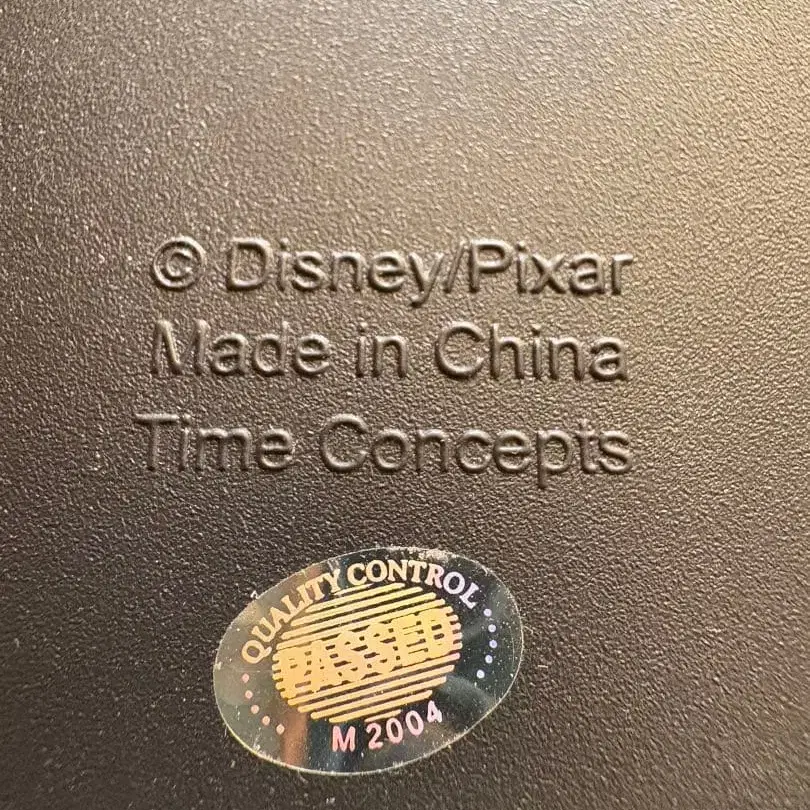 © Disney/Pixar
Made in China
Time Concepts
QUALITY CONTROL
PASSED
M 2004